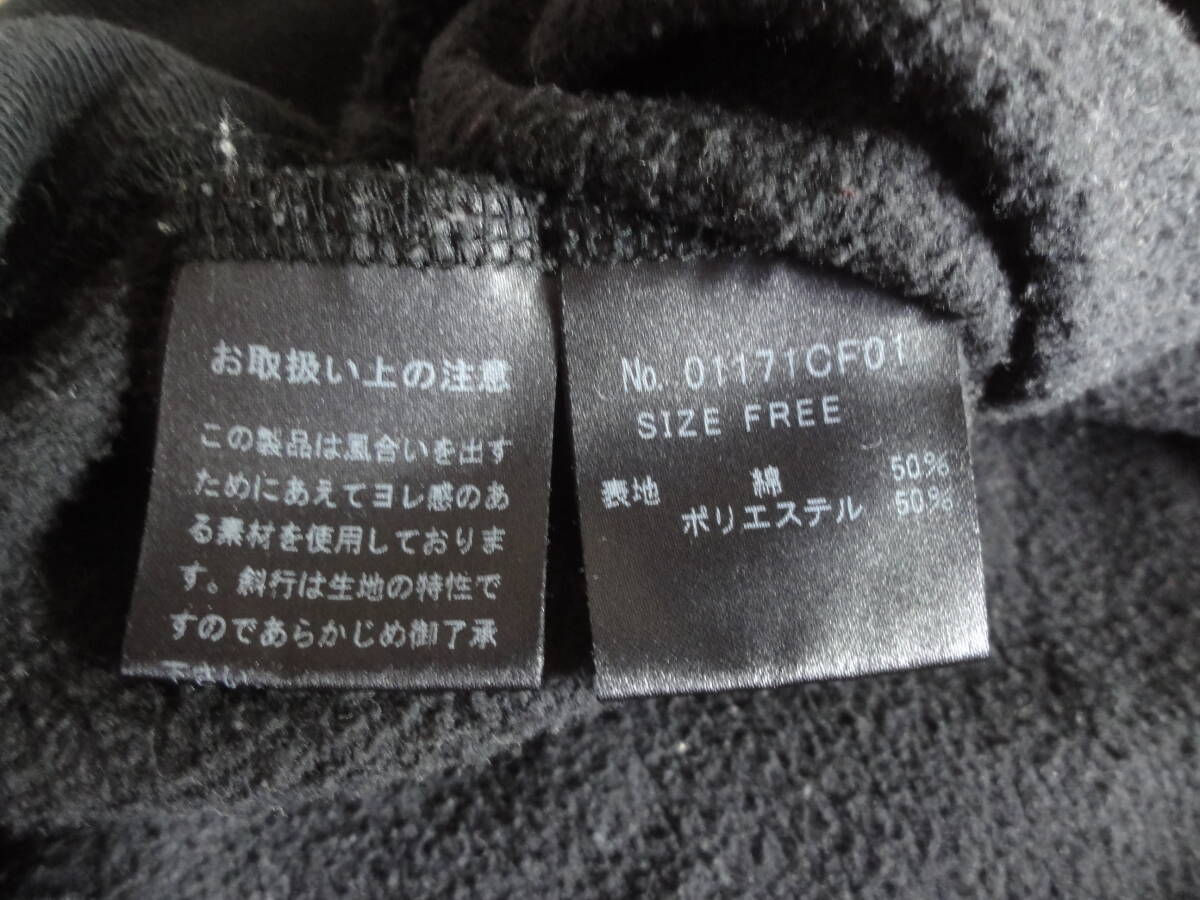 お取扱い上の注意
この製品は風合いを出す
ためにあえてヨレ感のあ
る素材を使用しておりま
す。斜行は生地の特性で
すのであらかじめ御了承
下さい
No. 01171CF01
SIZE FREE
表地 綿 50%
ポリエステル 50%